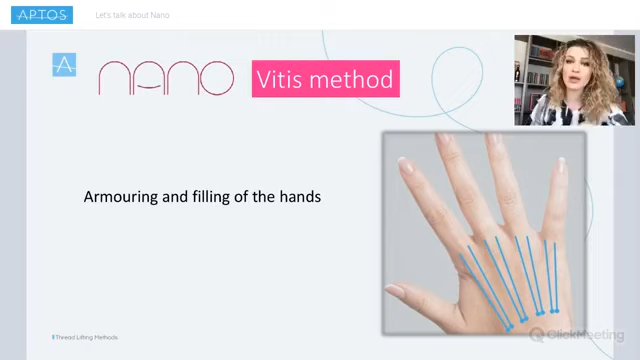 APTOS
Let's talk about Nano
A
nano
Vitis method
Armouring and filling of the hands
Thread Lifting Methods
ClickMeeting